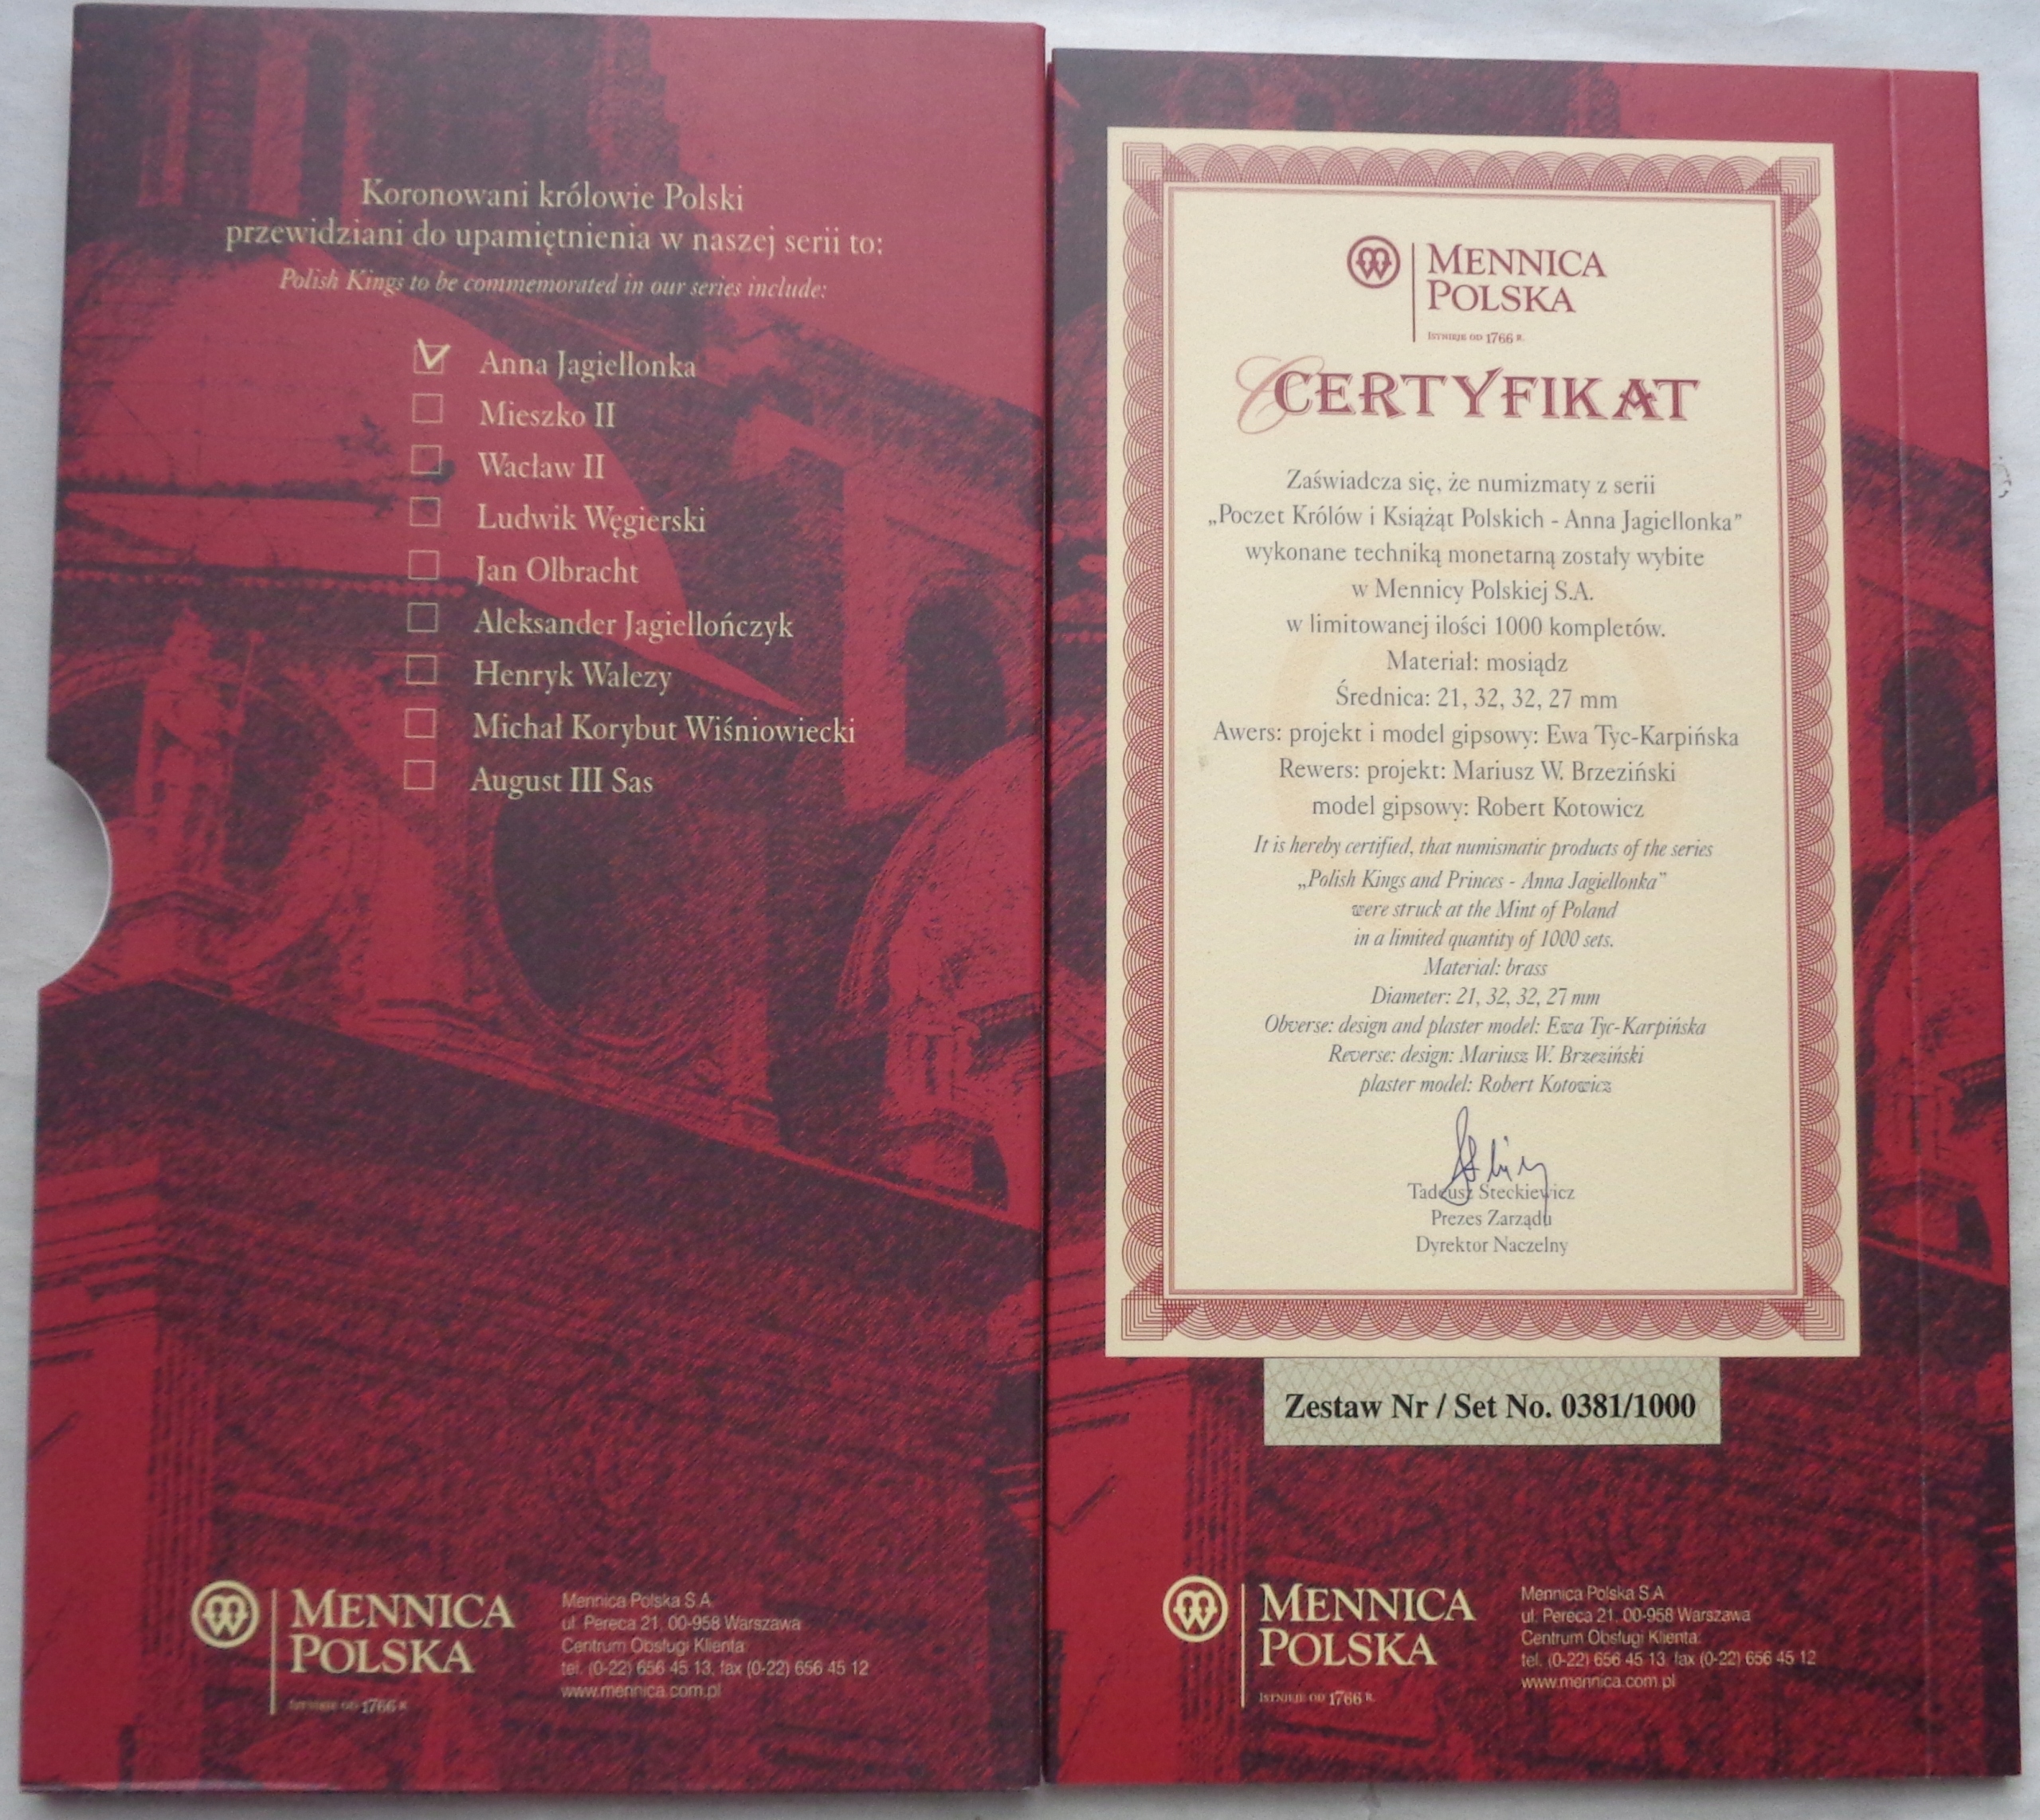 Koronowani królowie Polski
przewidziani do upamiętnienia w naszej serii to:
Polish Kings to be commemorated in our series include:
Anna Jagiellonka
Mieszko II
Wacław II
Ludwik Węgierski
Jan Olbracht
Aleksander Jagiellończyk
Henryk Walezy
Michał Korybut Wiśniowiecki
August III Sas
MENNICA
POLSKA
ISTNIEJE OD 1766 R.
Mennica Polska S.A.
ul. Pereca 21, 00-958 Warszawa
Centrum Obsługi Klienta:
tel. (0-22) 656 45 13, fax (0-22) 656 45 12
www.mennica.com.pl
MENNICA
POLSKA
ISTNIEJE OD 1766 R.
CERTYFIKAT
Zaświadcza się, że numizmaty z serii
„Poczet Królów i Książąt Polskich - Anna Jagiellonka”
wykonane techniką monetarną zostały wybite
w Mennicy Polskiej S.A.
w limitowanej ilości 1000 kompletów.
Materiał: mosiądz
Średnica: 21, 32, 32, 27 mm
Awers: projekt i model gipsowy: Ewa Tyc-Karpińska
Rewers: projekt: Mariusz W. Brzeziński
model gipsowy: Robert Kotowicz
It is hereby certified, that numismatic products of the series
„Polish Kings and Princes - Anna Jagiellonka”
were struck at the Mint of Poland
in a limited quantity of 1000 sets.
Material: brass
Diameter: 21, 32, 32, 27 mm
Obverse: design and plaster model: Ewa Tyc-Karpińska
Reverse: design: Mariusz W. Brzeziński
plaster model: Robert Kotowicz
Tadeusz Steckiewicz
Prezes Zarządu
Dyrektor Naczelny
Zestaw Nr / Set No. 0381/1000
MENNICA
POLSKA
ISTNIEJE OD 1766 R.
Mennica Polska S.A.
ul. Pereca 21, 00-958 Warszawa
Centrum Obsługi Klienta:
tel. (0-22) 656 45 13, fax (0-22) 656 45 12
www.mennica.com.pl